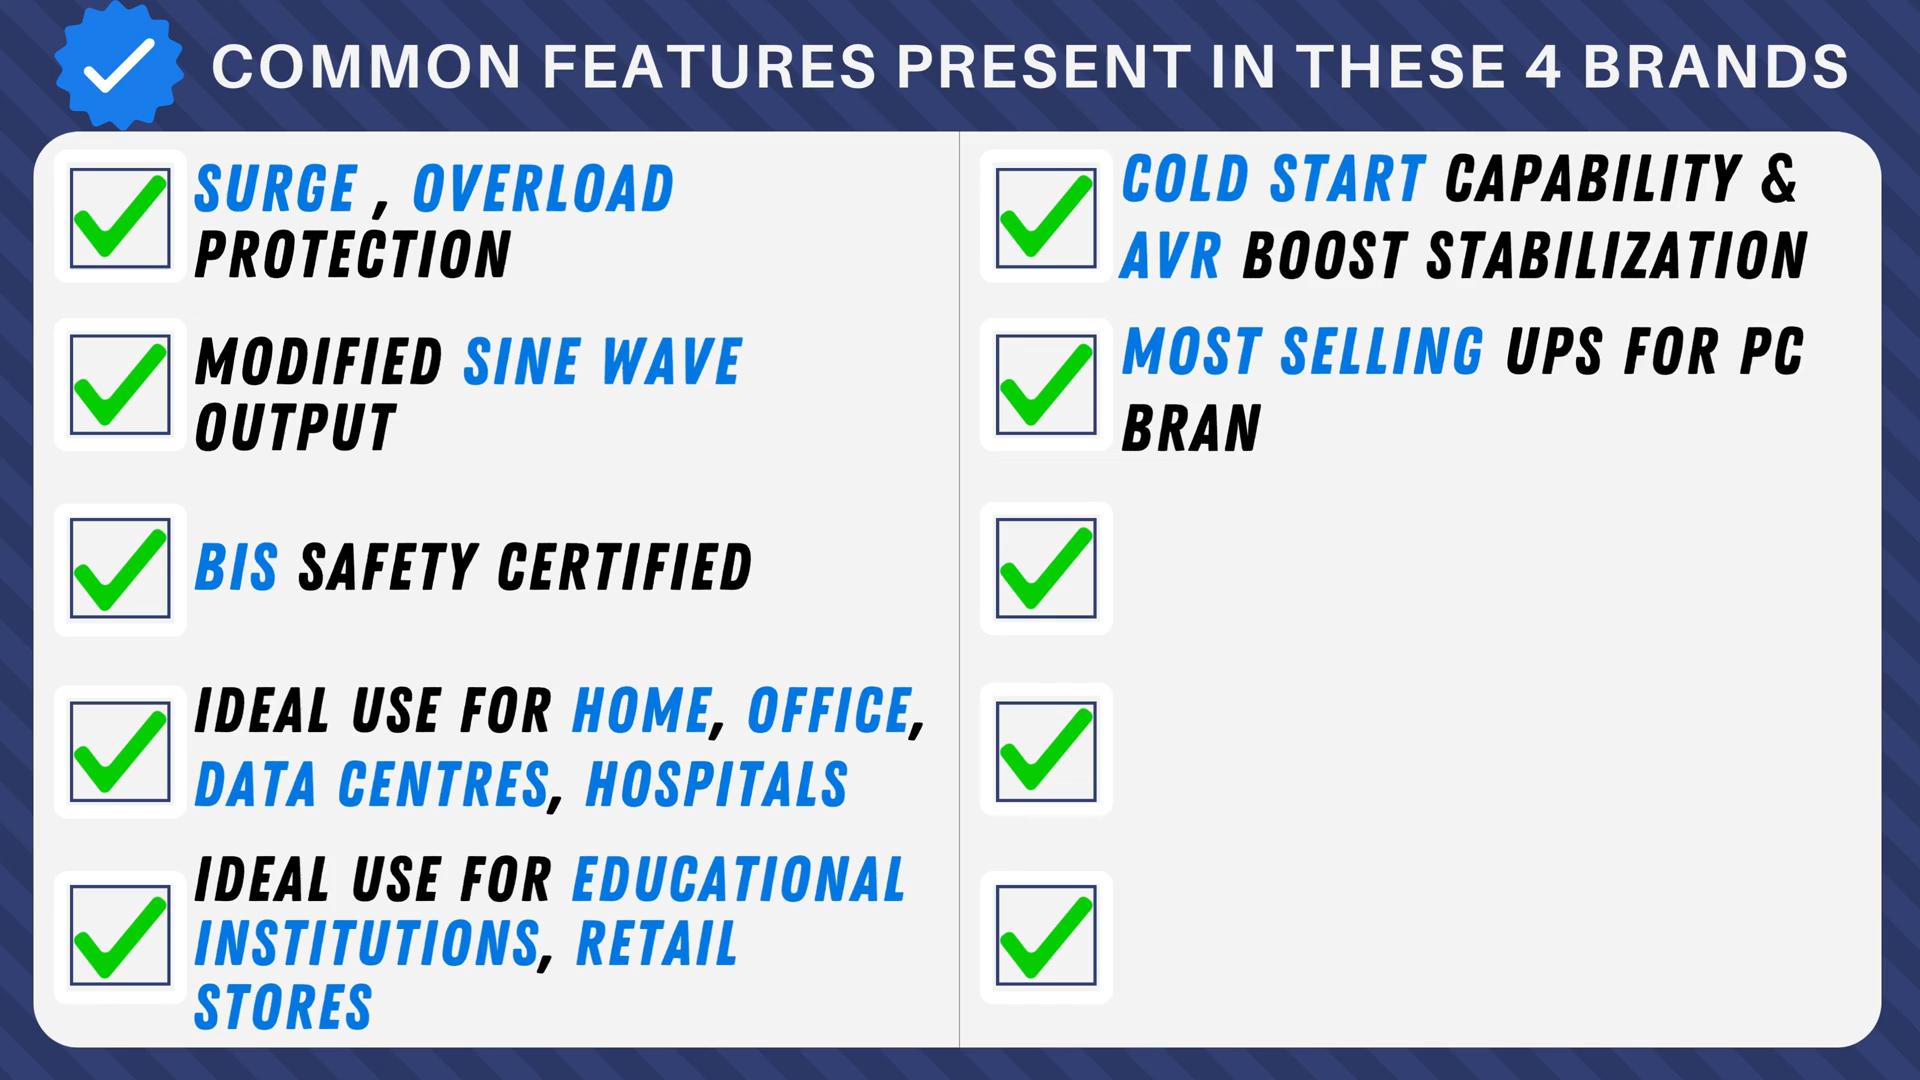 COMMON FEATURES PRESENT IN THESE 4 BRANDS
SURGE , OVERLOAD
PROTECTION
MODIFIED SINE WAVE
OUTPUT
BIS SAFETY CERTIFIED
IDEAL USE FOR HOME, OFFICE,
DATA CENTRES, HOSPITALS
IDEAL USE FOR EDUCATIONAL
INSTITUTIONS, RETAIL
STORES
COLD START CAPABILITY &
AVR BOOST STABILIZATION
MOST SELLING UPS FOR PC
BRAN